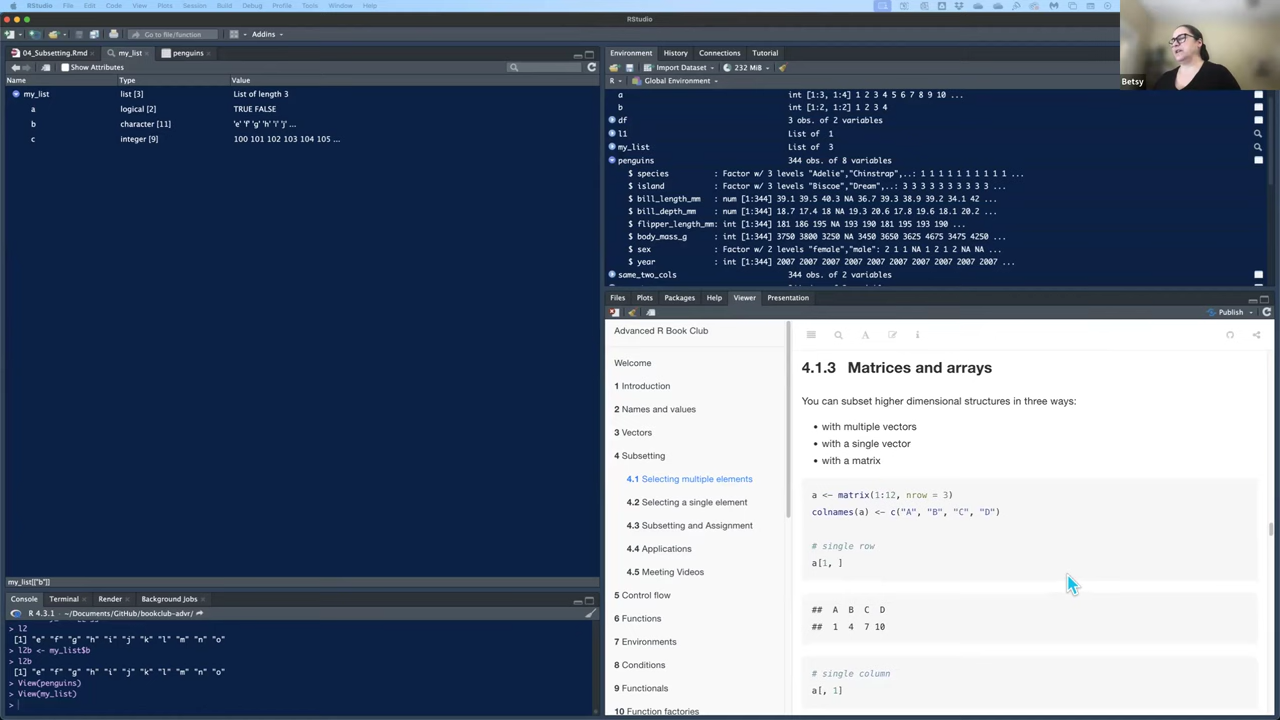 RStudio File Edit Code View Plots Session Build Debug Profile Tools Window Help
RStudio
Go to file/function Addins
04_Subsetting.Rmd my_list penguins
Show Attributes
Name Type Value
my_list list [3] List of length 3
a logical [2] TRUE FALSE
b character [11] 'e' 'f' 'g' 'h' 'i' 'j' ...
c integer [9] 100 101 102 103 104 105 ...
my_list[["b"]]
Console Terminal Render Background Jobs
R 4.3.1 · ~/Documents/GitHub/bookclub-advr/
> l2
[1] "e" "f" "g" "h" "i" "j" "k" "l" "m" "n" "o"
> l2b <- my_list$b
> l2b
[1] "e" "f" "g" "h" "i" "j" "k" "l" "m" "n" "o"
> View(penguins)
> View(my_list)
>
Environment History Connections Tutorial
Import Dataset 232 MiB
R Global Environment
a int [1:3, 1:4] 1 2 3 4 5 6 7 8 9 10 ...
b int [1:2, 1:2] 1 2 3 4
df 3 obs. of 2 variables
l1 List of 1
my_list List of 3
penguins 344 obs. of 8 variables
$ species : Factor w/ 3 levels "Adelie","Chinstrap",..: 1 1 1 1 1 1 1 1 1 1 ...
$ island : Factor w/ 3 levels "Biscoe","Dream",..: 3 3 3 3 3 3 3 3 3 3 ...
$ bill_length_mm : num [1:344] 39.1 39.5 40.3 NA 36.7 39.3 38.9 39.2 34.1 42 ...
$ bill_depth_mm : num [1:344] 18.7 17.4 18 NA 19.3 20.6 17.8 19.6 18.1 20.2 ...
$ flipper_length_mm: int [1:344] 181 186 195 NA 193 190 181 195 193 190 ...
$ body_mass_g : int [1:344] 3750 3800 3250 NA 3450 3650 3625 4675 3475 4250 ...
$ sex : Factor w/ 2 levels "female","male": 2 1 1 NA 1 2 1 2 NA NA ...
$ year : int [1:344] 2007 2007 2007 2007 2007 2007 2007 2007 2007 2007 ...
same_two_cols 344 obs. of 2 variables
Betsy
Files Plots Packages Help Viewer Presentation
Publish
Advanced R Book Club
Welcome
1 Introduction
2 Names and values
3 Vectors
4 Subsetting
4.1 Selecting multiple elements
4.2 Selecting a single element
4.3 Subsetting and Assignment
4.4 Applications
4.5 Meeting Videos
5 Control flow
6 Functions
7 Environments
8 Conditions
9 Functionals
10 Function factories
4.1.3 Matrices and arrays
You can subset higher dimensional structures in three ways:
• with multiple vectors
• with a single vector
• with a matrix
a <- matrix(1:12, nrow = 3)
colnames(a) <- c("A", "B", "C", "D")
# single row
a[1, ]
## A B C D
## 1 4 7 10
# single column
a[, 1]